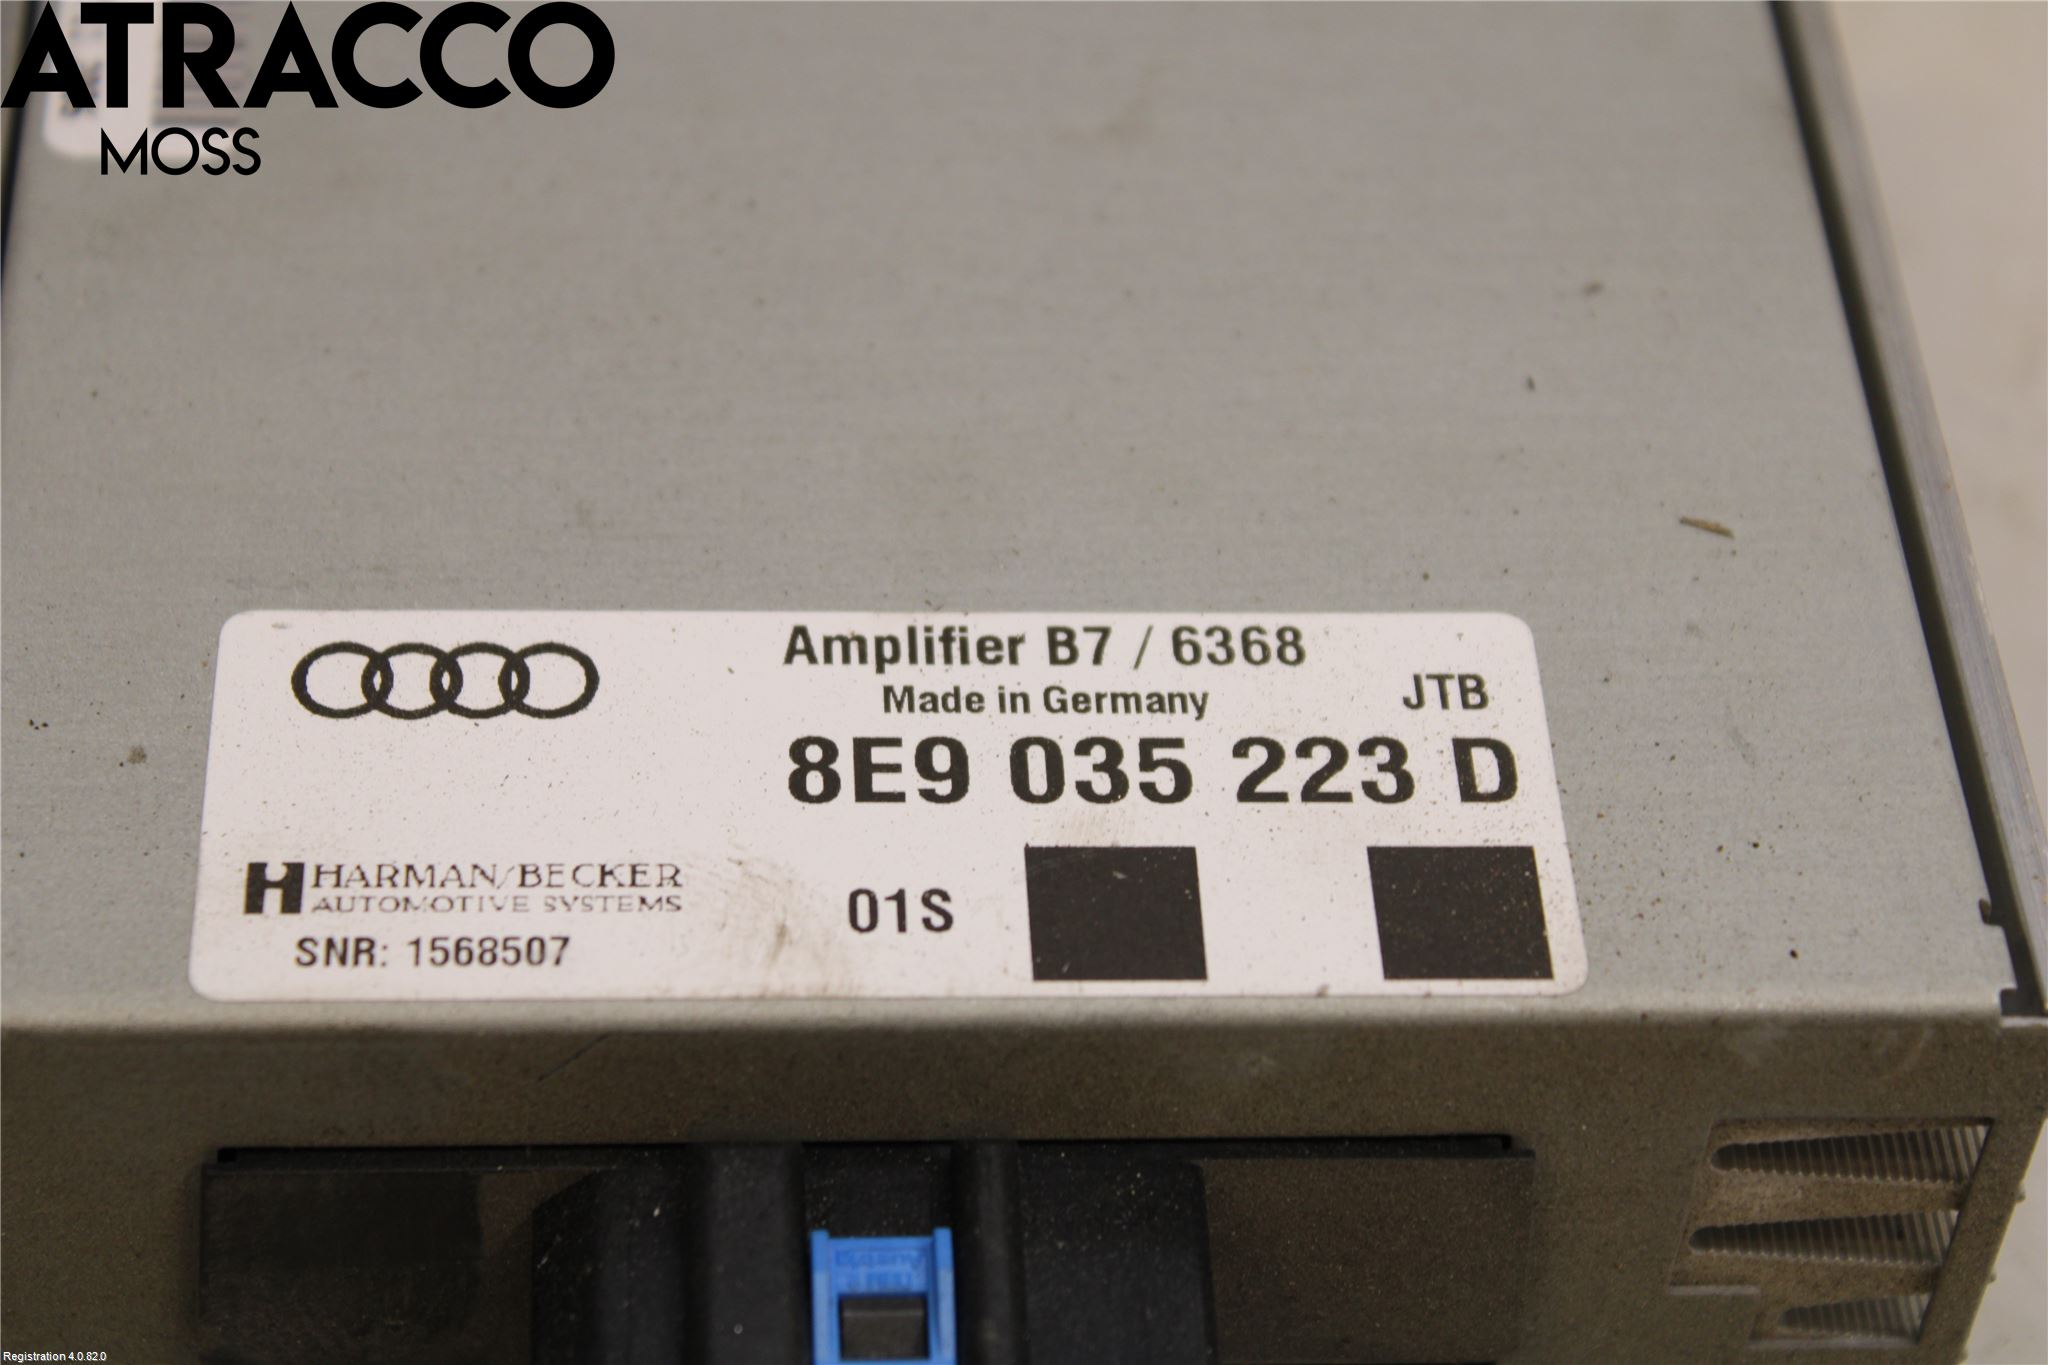 ATRACCO
MOSS
Amplifier B7 / 6368
Made in Germany
JTB
8E9 035 223 D
HARMAN/BECKER
AUTOMOTIVE SYSTEMS
01S
SNR: 1568507
Registration 4.0.82.0